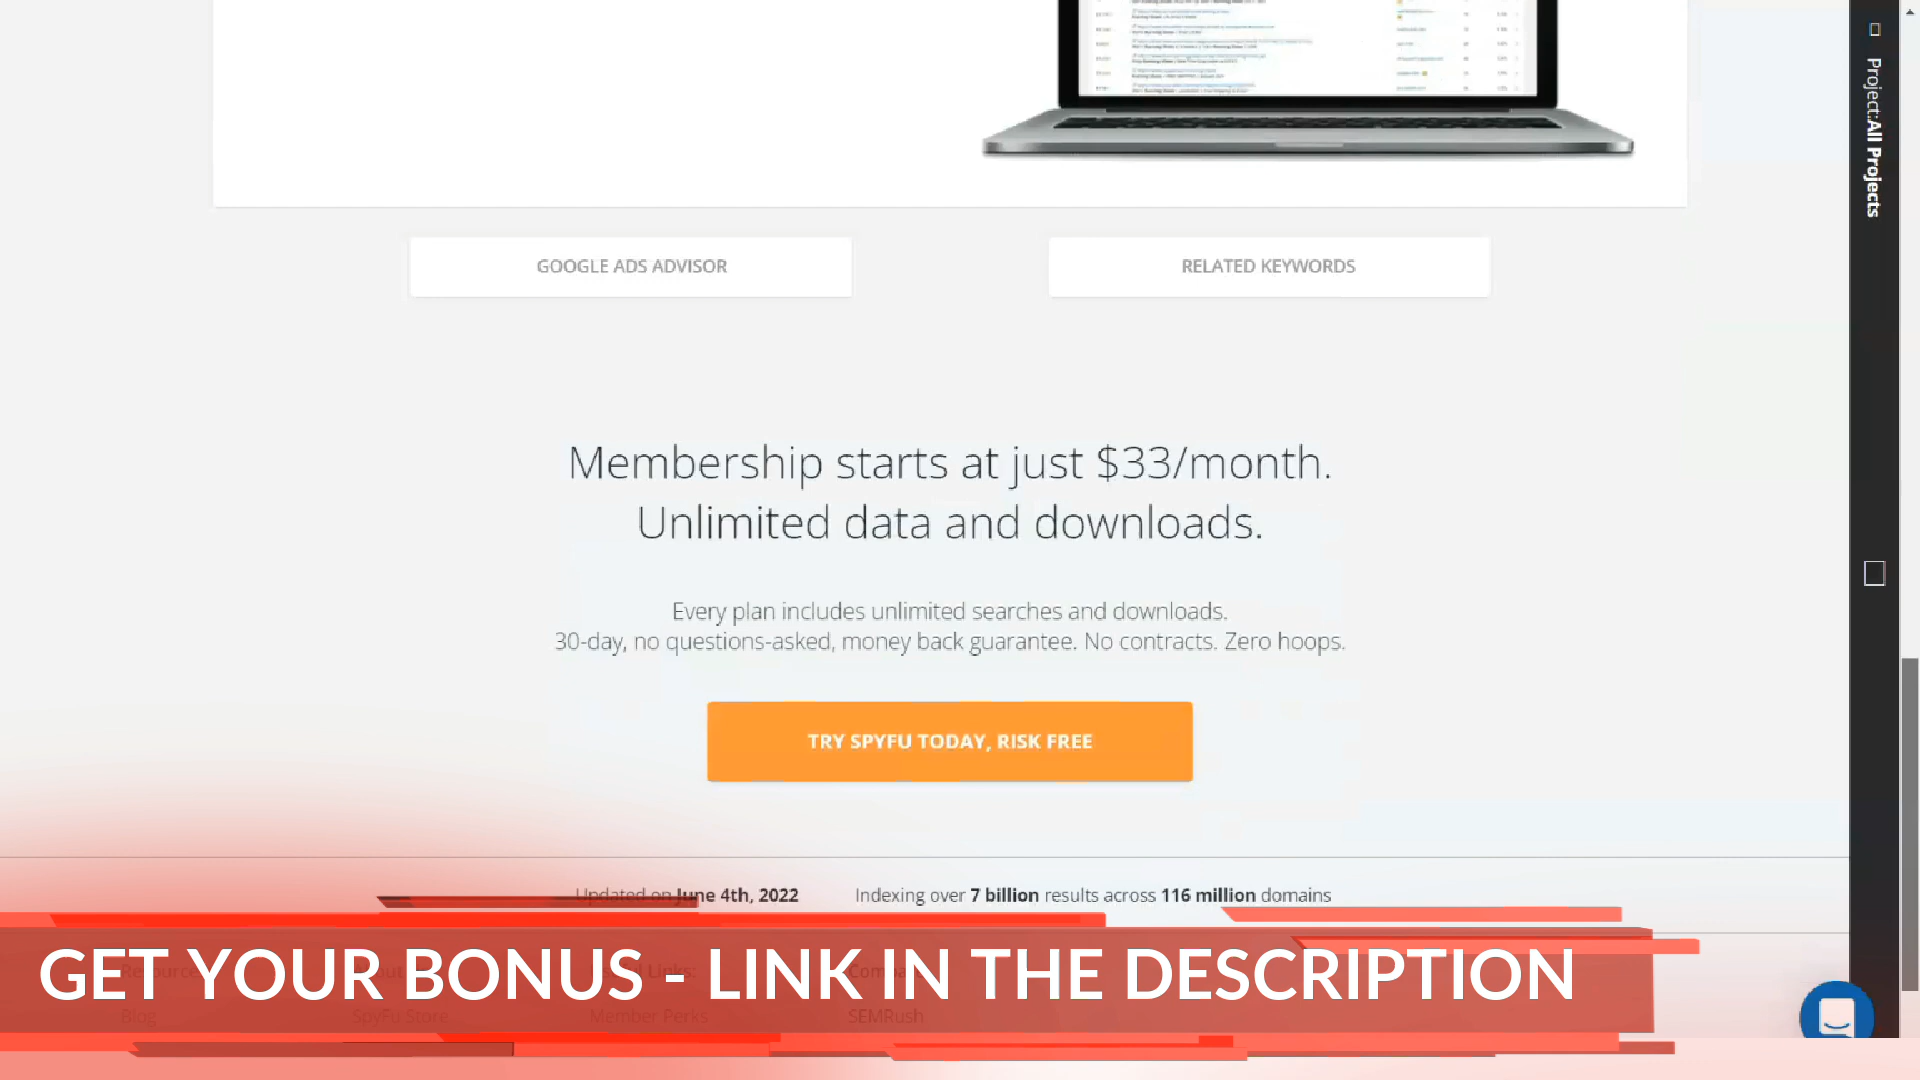 Project:All Projects
GOOGLE ADS ADVISOR
RELATED KEYWORDS
Membership starts at just $33/month.
Unlimited data and downloads.
Every plan includes unlimited searches and downloads.
30-day, no questions-asked, money back guarantee. No contracts. Zero hoops.
TRY SPYFU TODAY, RISK FREE
Updated on June 4th, 2022
Indexing over 7 billion results across 116 million domains
GET YOUR BONUS - LINK IN THE DESCRIPTION
Blog
SpyFu Store
Member Perks
SEMRush